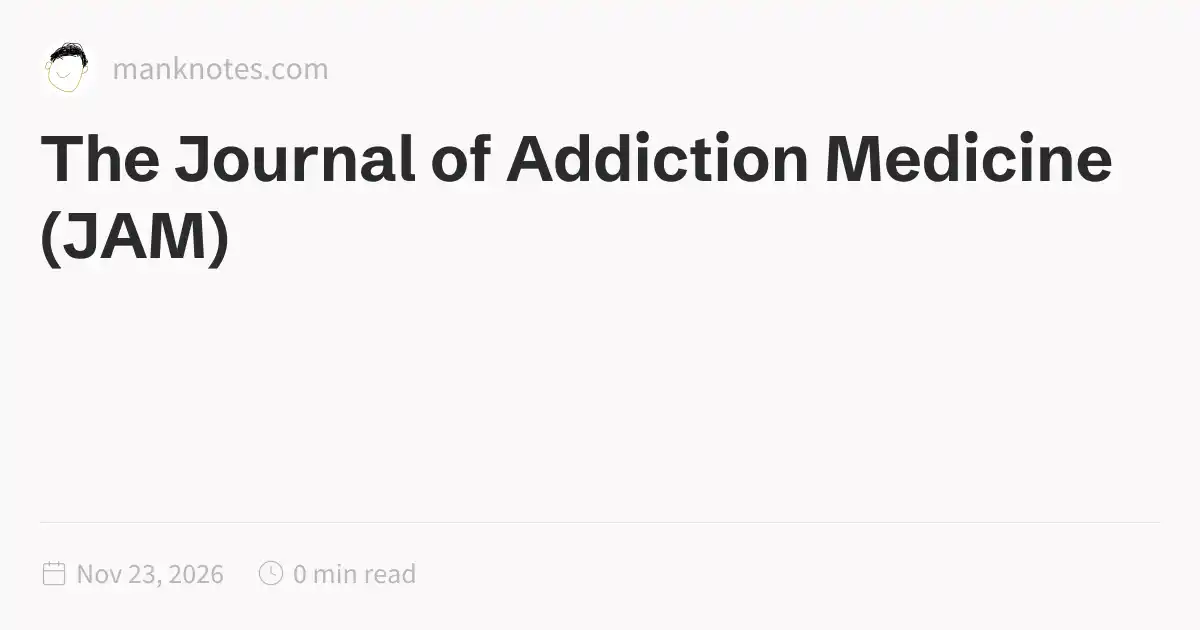 manknotes.com
The Journal of Addiction Medicine
(JAM)
Nov 23, 2026 0 min read